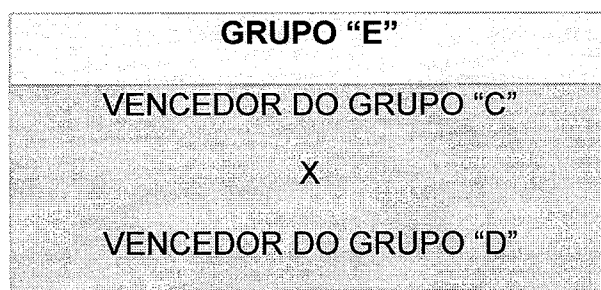 GRUPO “E”
VENCEDOR DO GRUPO “C”
X
VENCEDOR DO GRUPO “D”